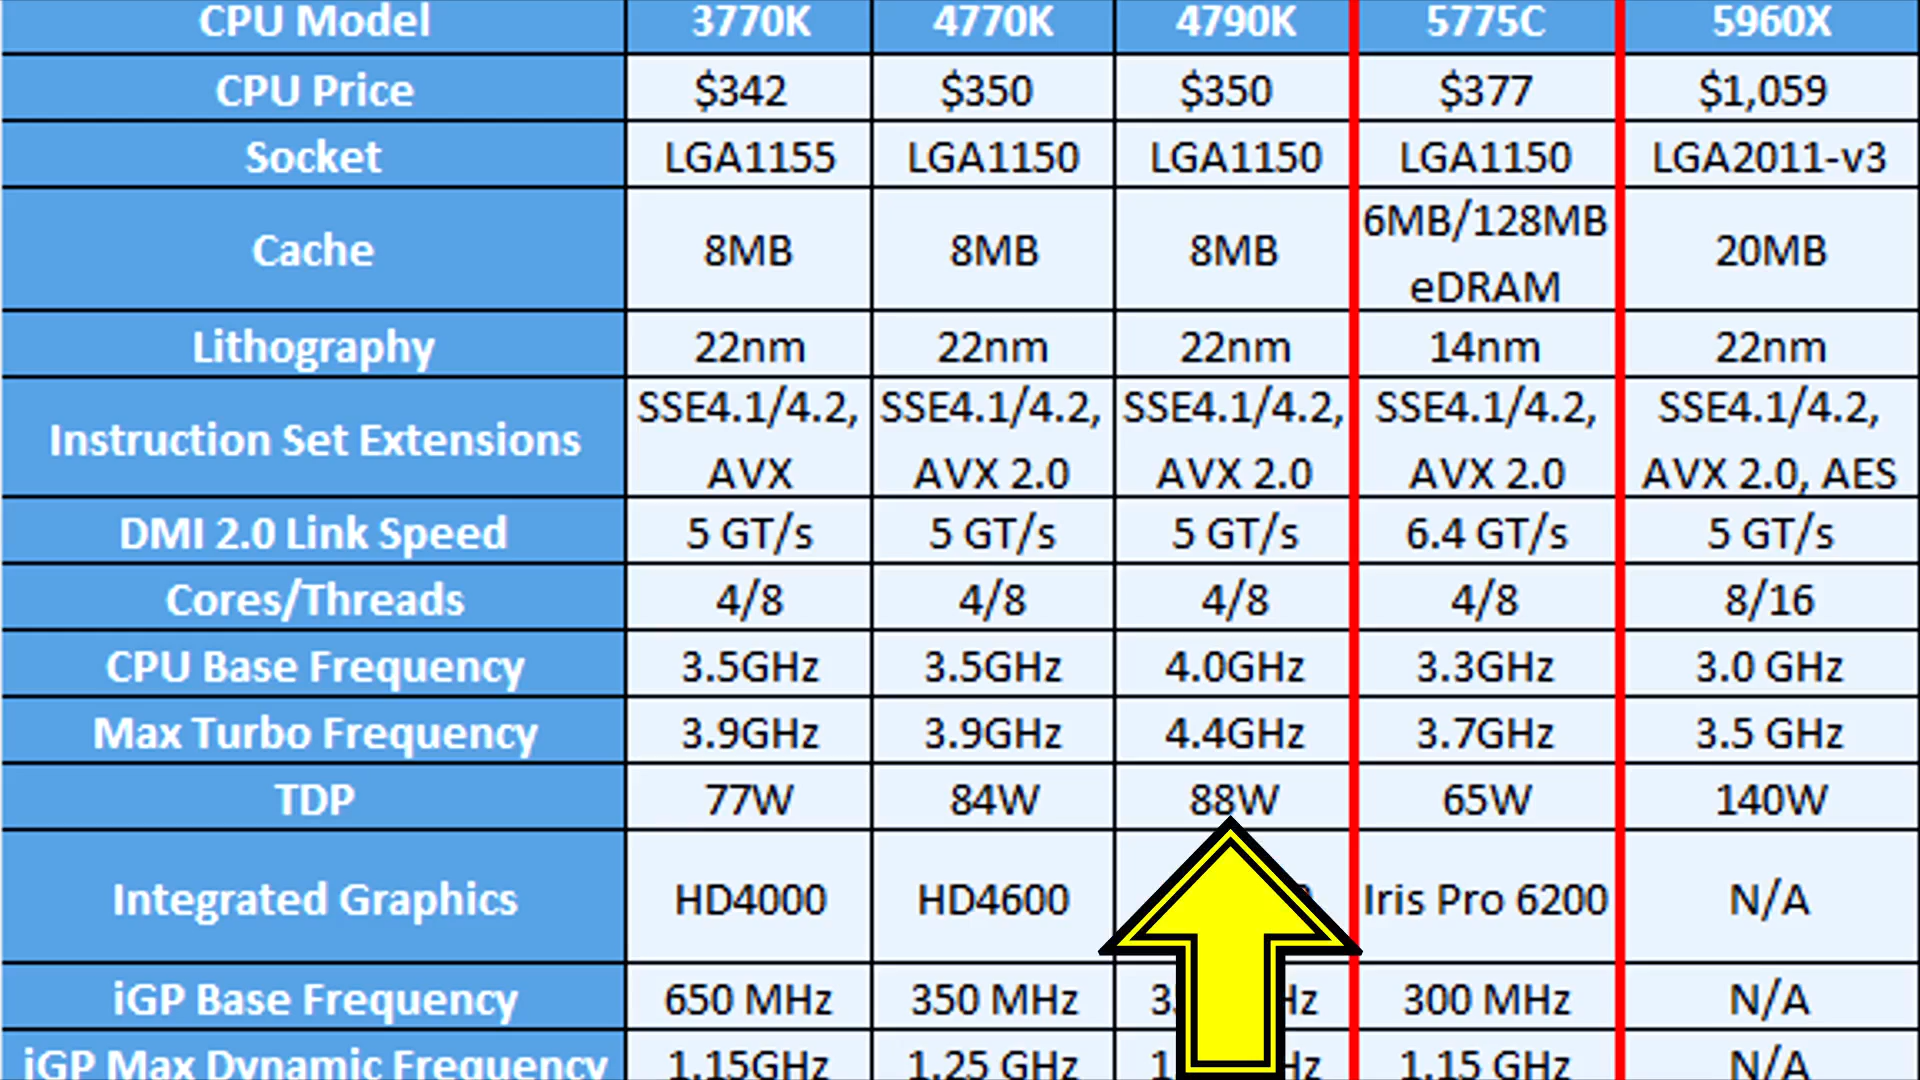 CPU Model 3770K 4770K 4790K 5775C 5960X
CPU Price $342 $350 $350 $377 $1,059
Socket LGA1155 LGA1150 LGA1150 LGA1150 LGA2011-v3
Cache 8MB 8MB 8MB 6MB/128MB eDRAM 20MB
Lithography 22nm 22nm 22nm 14nm 22nm
Instruction Set Extensions SSE4.1/4.2, AVX SSE4.1/4.2, AVX 2.0 SSE4.1/4.2, AVX 2.0 SSE4.1/4.2, AVX 2.0 SSE4.1/4.2, AVX 2.0, AES
DMI 2.0 Link Speed 5 GT/s 5 GT/s 5 GT/s 6.4 GT/s 5 GT/s
Cores/Threads 4/8 4/8 4/8 4/8 8/16
CPU Base Frequency 3.5GHz 3.5GHz 4.0GHz 3.3GHz 3.0 GHz
Max Turbo Frequency 3.9GHz 3.9GHz 4.4GHz 3.7GHz 3.5 GHz
TDP 77W 84W 88W 65W 140W
Integrated Graphics HD4000 HD4600 Iris Pro 6200 N/A
iGP Base Frequency 650 MHz 350 MHz 300 MHz N/A
iGP Max Dynamic Frequency 1.15GHz 1.25 GHz 1.15 GHz N/A